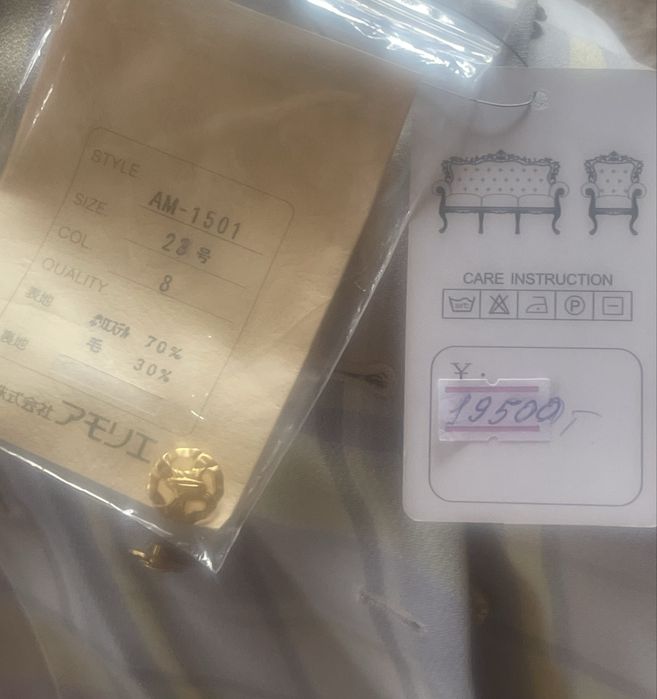 STYLE AM-1501
SIZE 23号
COL. 8
QUALITY
表地 ポリエステル 70%
毛 30%
裏地
株式会社 アモリエ
CARE INSTRUCTION
P
¥.
19500